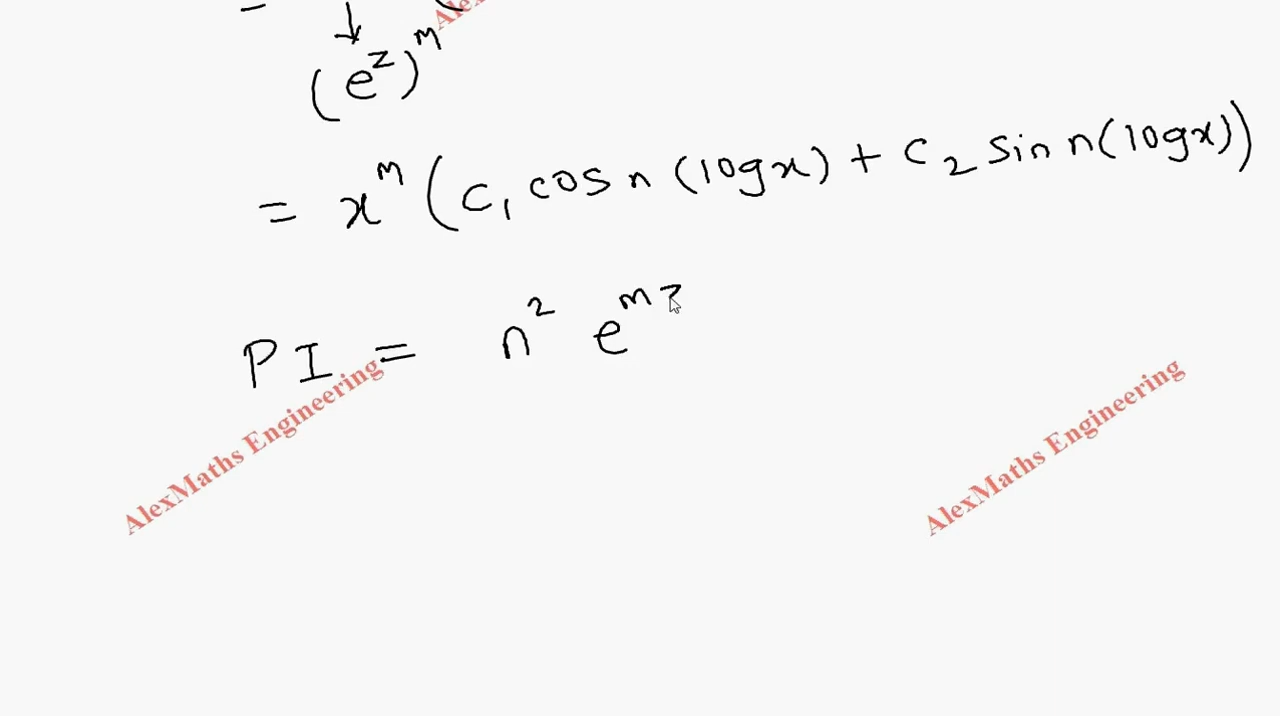 (e^z)^m
= x^m (c₁ cos n (log x) + c₂ sin n(log x))
PI = n² e^mz
AlexMaths Engineering
AlexMaths Engineering